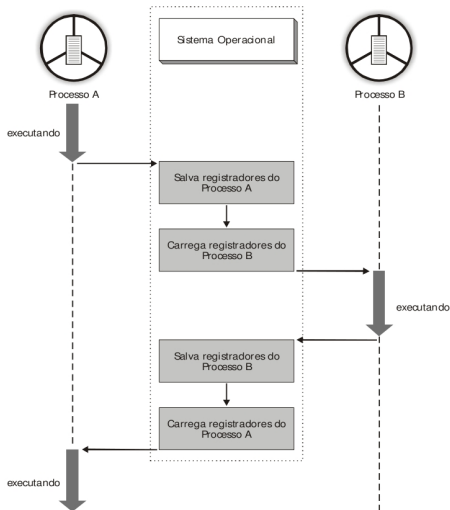 Sistema Operacional
Processo A
Processo B
executando
Salva registradores do
Processo A
Carrega registradores do
Processo B
executando
Salva registradores do
Processo B
Carrega registradores do
Processo A
executando